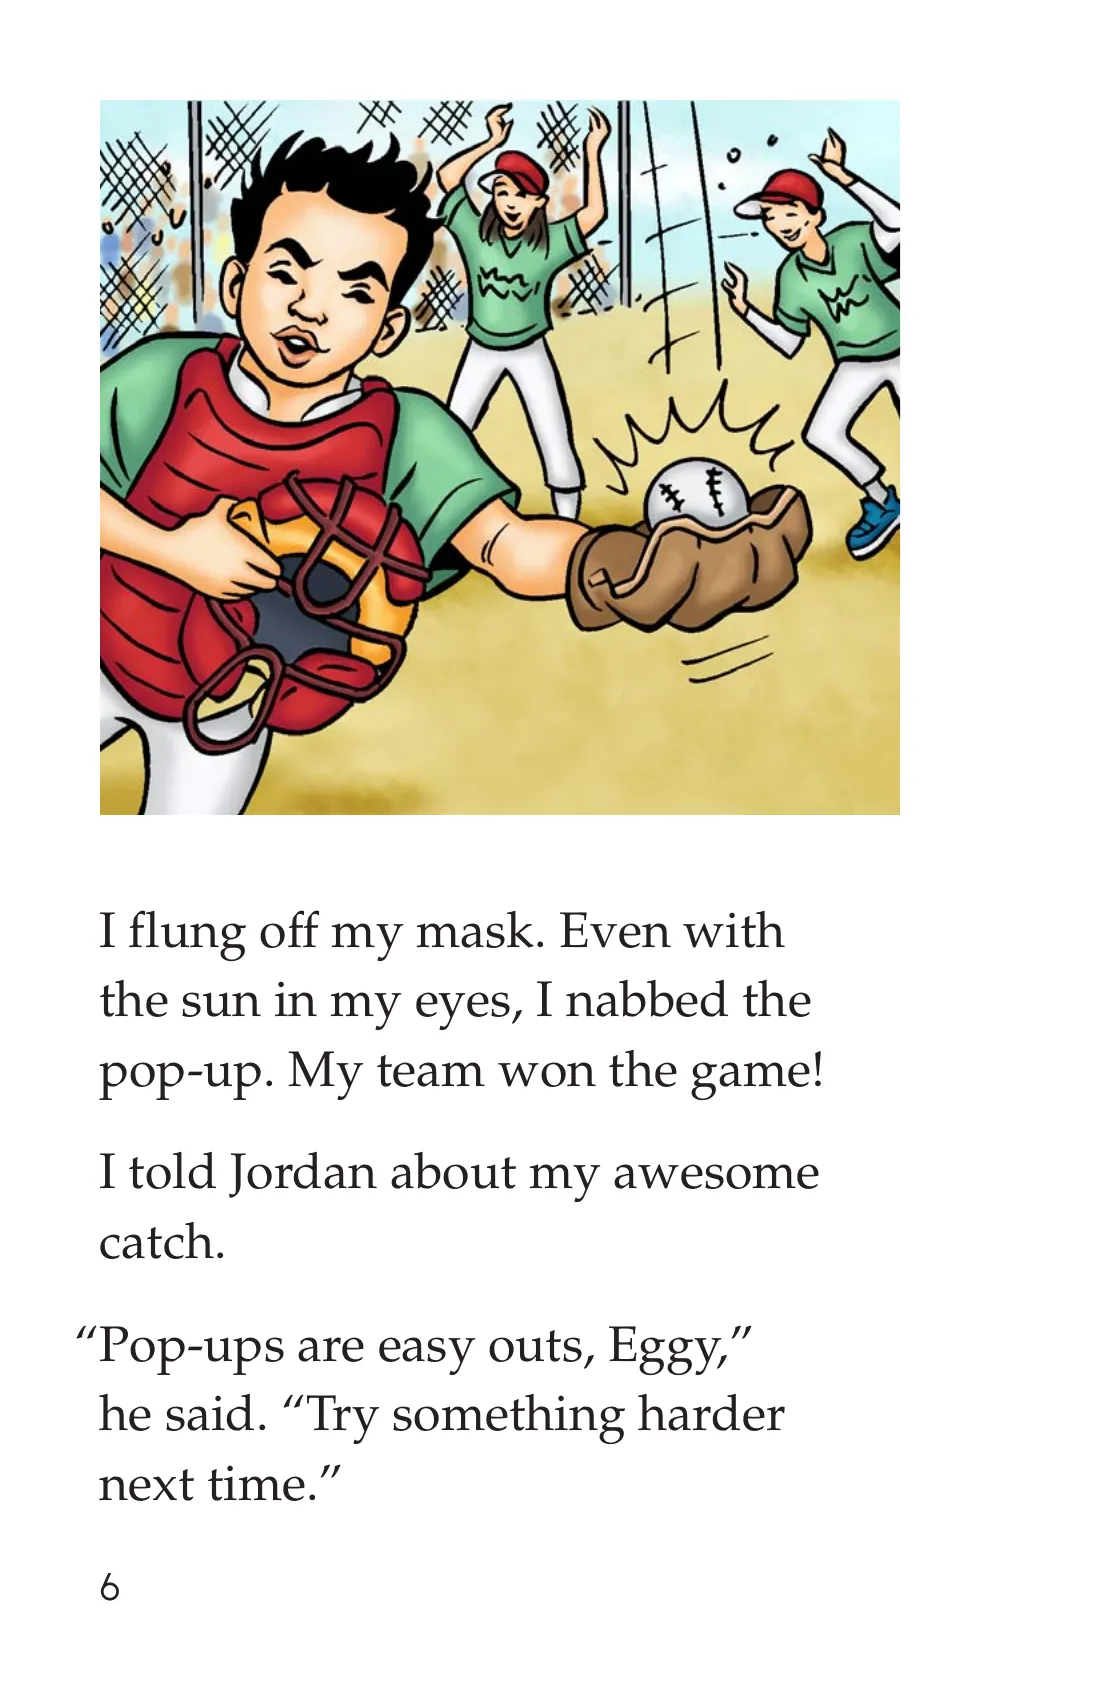 I flung off my mask. Even with
the sun in my eyes, I nabbed the
pop-up. My team won the game!
I told Jordan about my awesome
catch.
“Pop-ups are easy outs, Eggy,”
he said. “Try something harder
next time.”
6